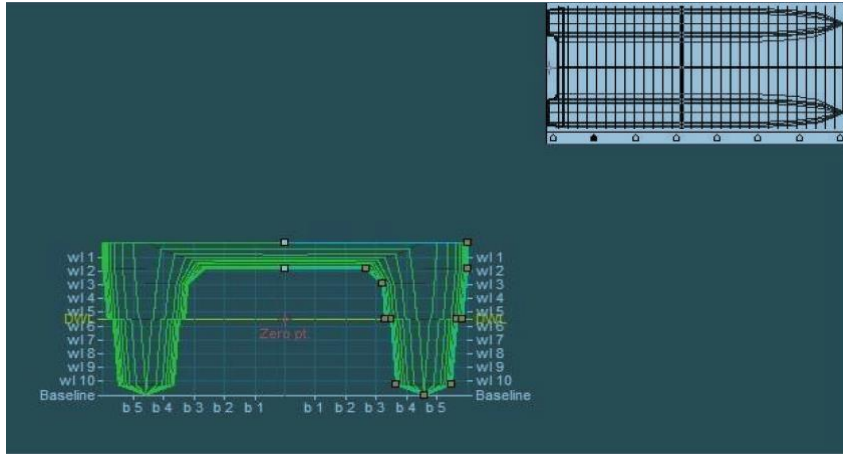 wl 1 wl 1
wl 2 wl 2
wl 3 wl 3
wl 4 wl 4
wl 5 wl 5
DWL DWL
wl 6 wl 6
Zero pt.
wl 7 wl 7
wl 8 wl 8
wl 9 wl 9
wl 10 wl 10
Baseline Baseline
b 5 b 4 b 3 b 2 b 1 b 1 b 2 b 3 b 4 b 5